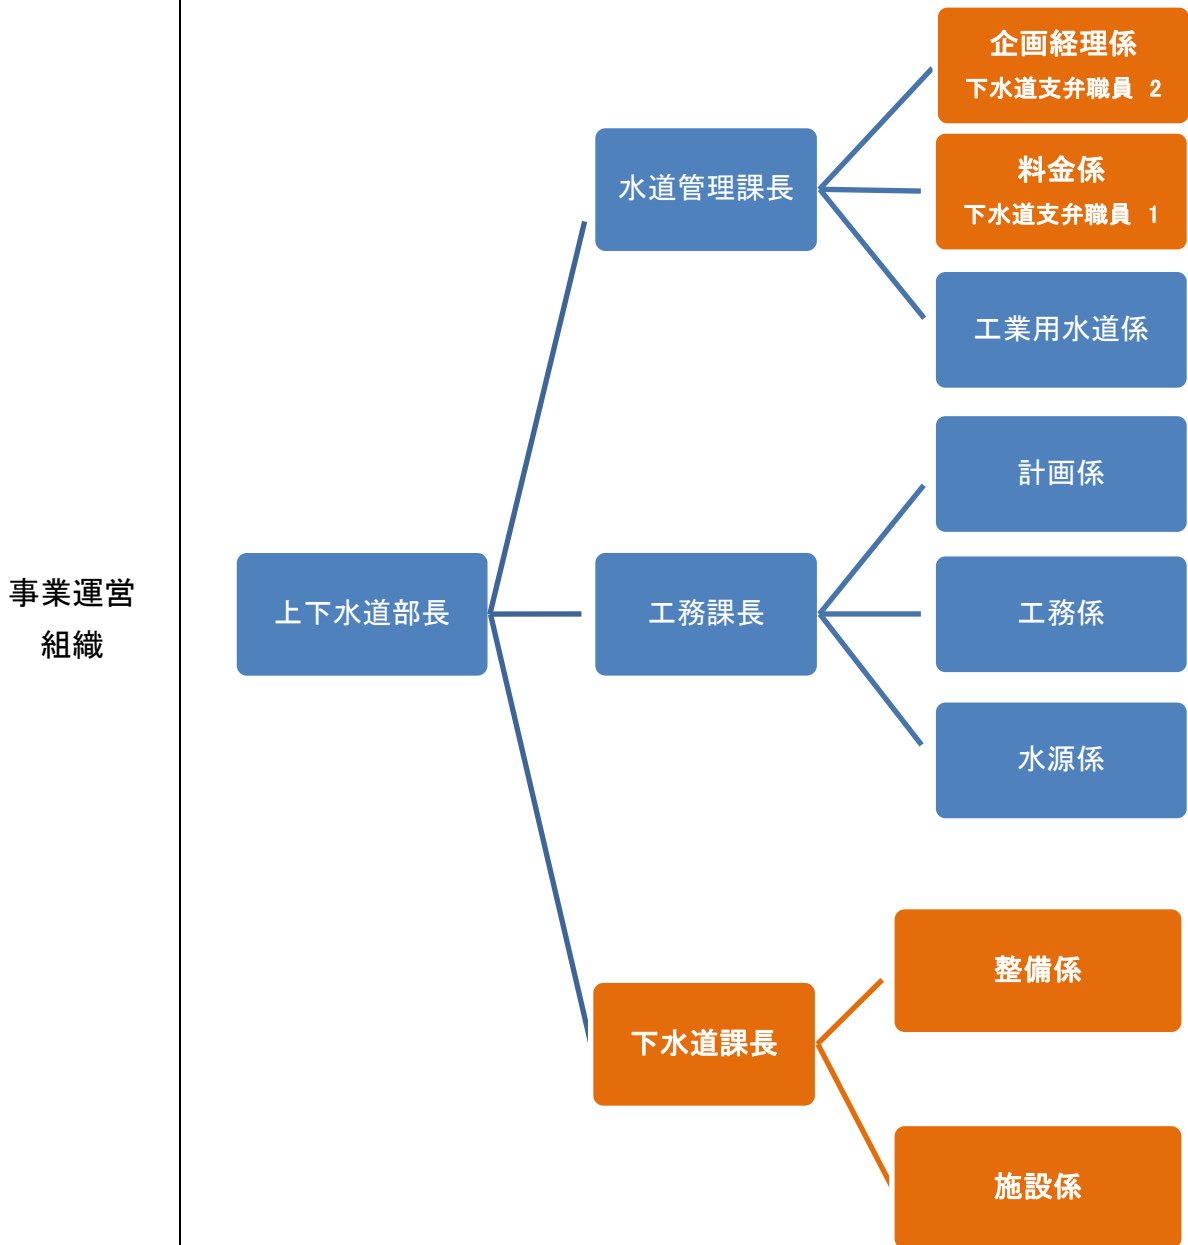 事業運営
組織
上下水道部長
水道管理課長
企画経理係
下水道支弁職員 2
料金係
下水道支弁職員 1
工業用水道係
工務課長
計画係
工務係
水源係
下水道課長
整備係
施設係